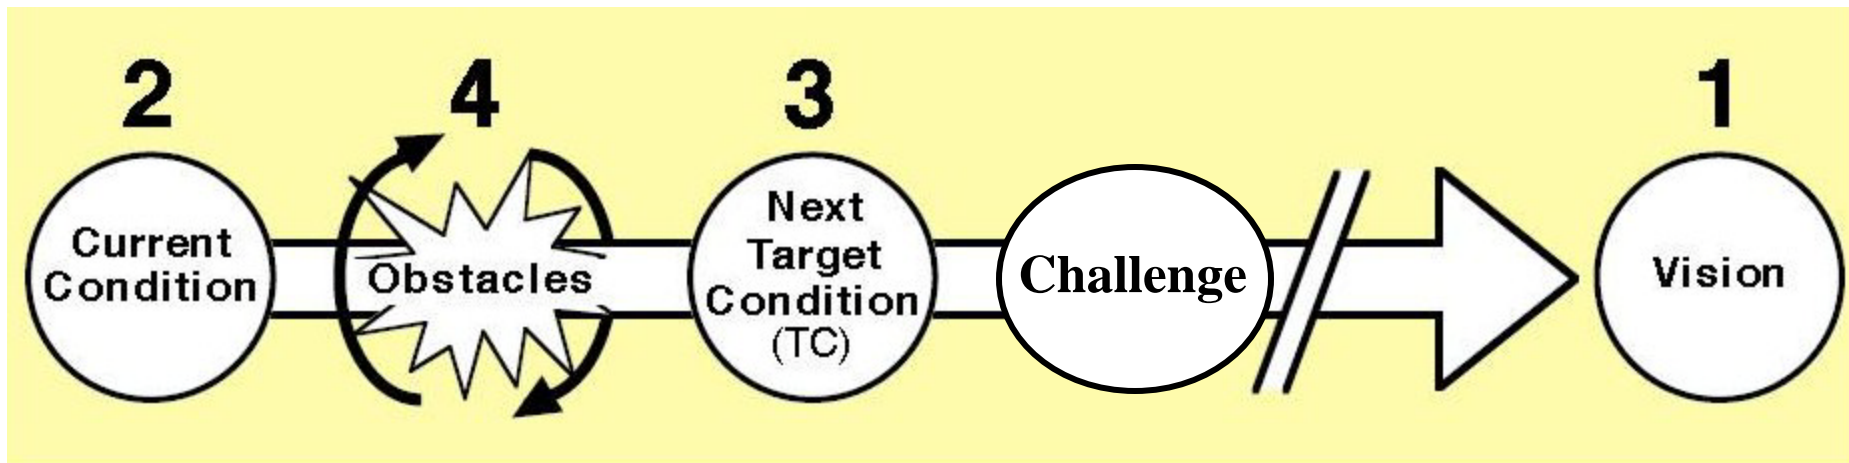 2 4 3 1
Current
Condition
Obstacles
Next
Target
Condition
(TC)
Challenge
Vision